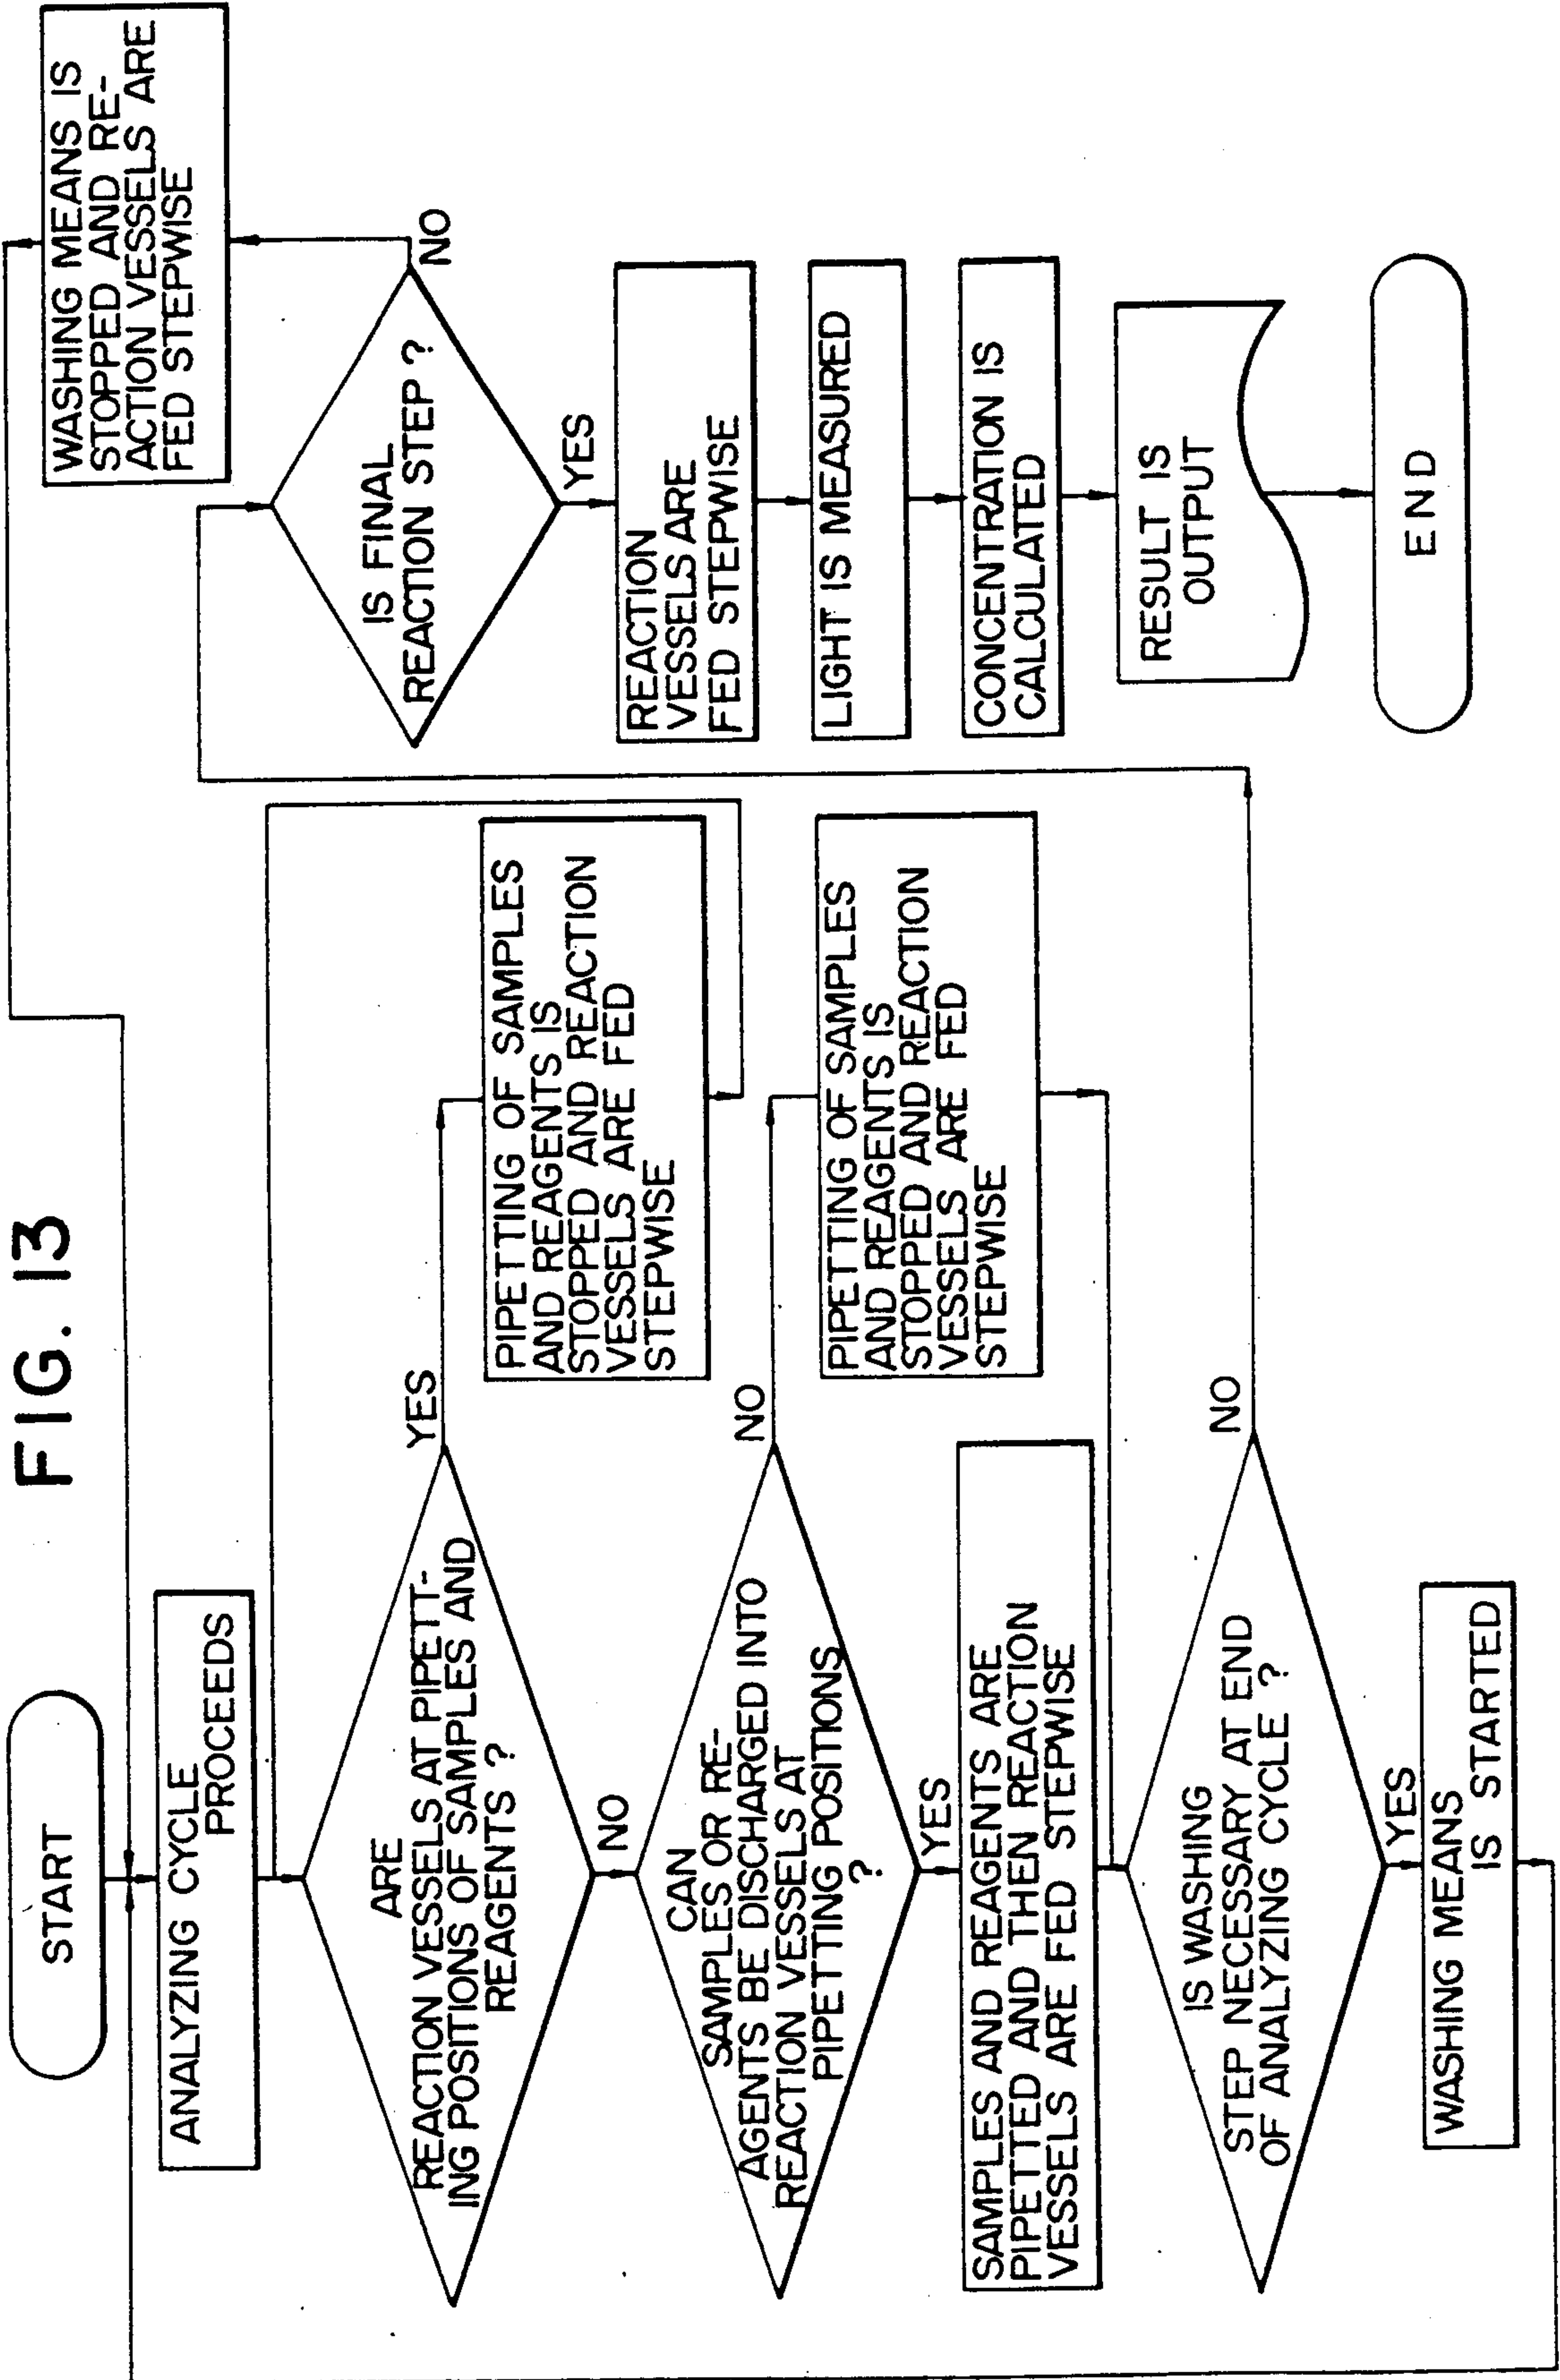 FIG. 13
START
ANALYZING CYCLE
PROCEEDS
ARE
REACTION VESSELS AT PIPETT-
ING POSITIONS OF SAMPLES AND
REAGENTS ?
YES
PIPETTING OF SAMPLES
AND REAGENTS IS
STOPPED AND REACTION
VESSELS ARE FED
STEPWISE
NO
CAN
SAMPLES OR RE-
AGENTS BE DISCHARGED INTO
REACTION VESSELS AT
PIPETTING POSITIONS
?
NO
PIPETTING OF SAMPLES
AND REAGENTS IS
STOPPED AND REACTION
VESSELS ARE FED
STEPWISE
YES
SAMPLES AND REAGENTS ARE
PIPETTED AND THEN REACTION
VESSELS ARE FED STEPWISE
IS WASHING
STEP NECESSARY AT END
OF ANALYZING CYCLE ?
NO
YES
WASHING MEANS
IS STARTED
WASHING MEANS IS
STOPPED AND RE-
ACTION VESSELS ARE
FED STEPWISE
IS FINAL
REACTION STEP ?
NO
YES
REACTION
VESSELS ARE
FED STEPWISE
LIGHT IS MEASURED
CONCENTRATION IS
CALCULATED
RESULT IS
OUTPUT
END